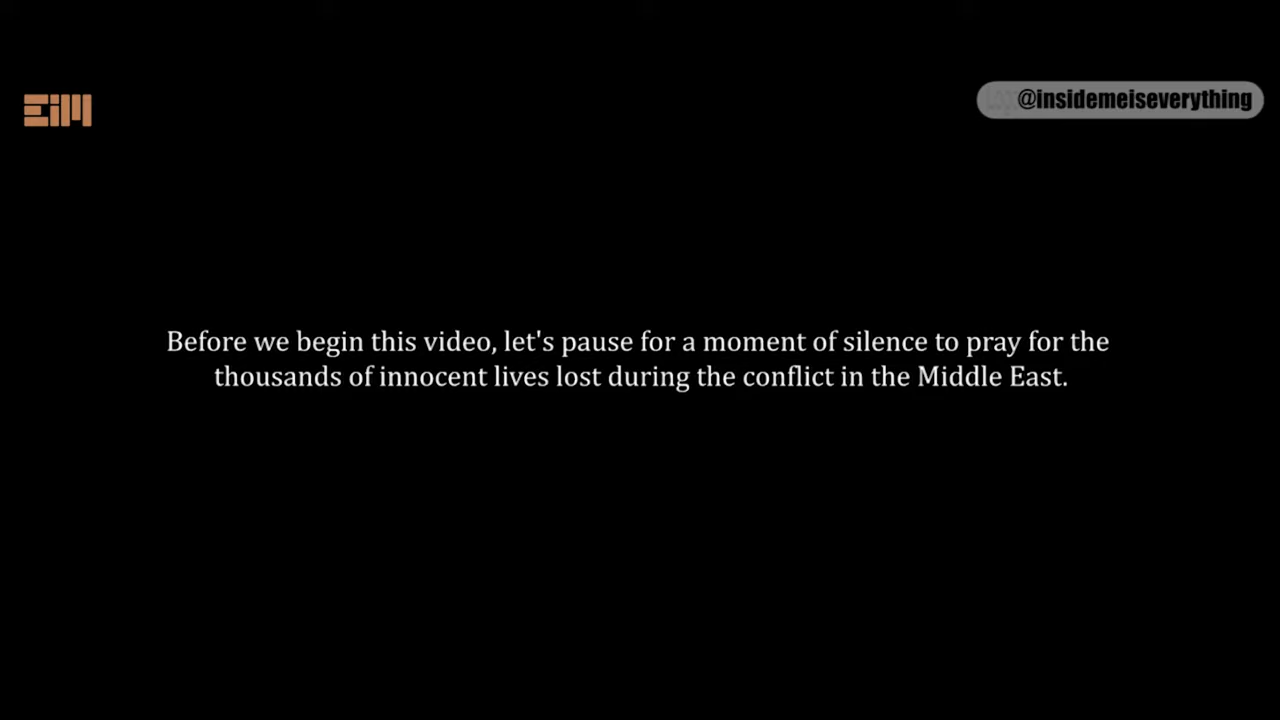 EIM
@insidemeiseverything
Before we begin this video, let's pause for a moment of silence to pray for the
thousands of innocent lives lost during the conflict in the Middle East.